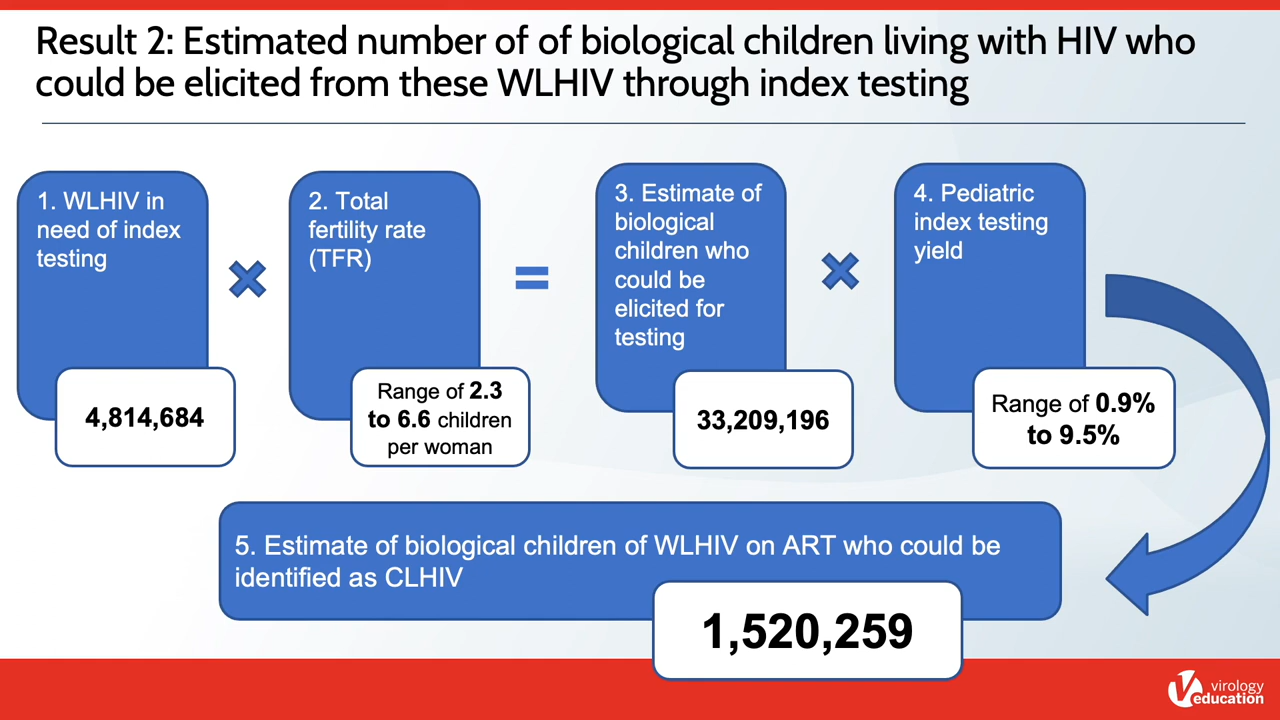 Result 2: Estimated number of of biological children living with HIV who
could be elicited from these WLHIV through index testing
1. WLHIV in
need of index
testing
4,814,684
2. Total
fertility rate
(TFR)
Range of 2.3
to 6.6 children
per woman
3. Estimate of
biological
children who
could be
elicited for
testing
33,209,196
4. Pediatric
index testing
yield
Range of 0.9%
to 9.5%
5. Estimate of biological children of WLHIV on ART who could be
identified as CLHIV
1,520,259
virology
education